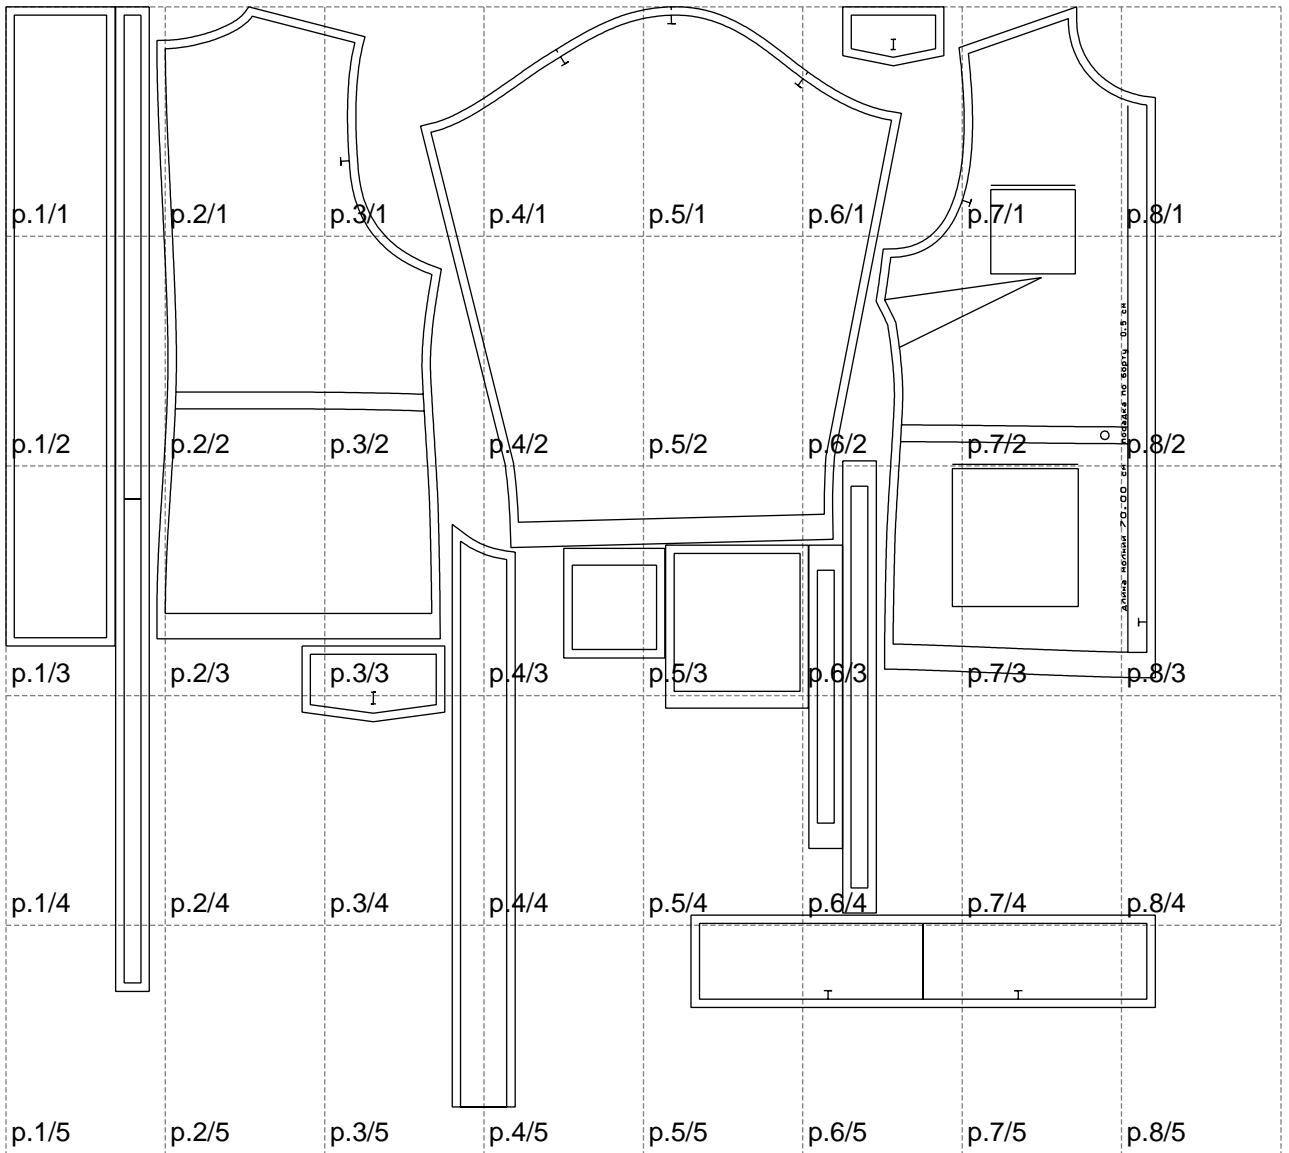 p.1/1 p.2/1 p.3/1 p.4/1 p.5/1 p.6/1 p.7/1 p.8/1
p.1/2 p.2/2 p.3/2 p.4/2 p.5/2 p.6/2 p.7/2 p.8/2
Длина молнии 70.00 см посадка по борту 0.5 см
p.1/3 p.2/3 p.3/3 p.4/3 p.5/3 p.6/3 p.7/3 p.8/3
p.1/4 p.2/4 p.3/4 p.4/4 p.5/4 p.6/4 p.7/4 p.8/4
p.1/5 p.2/5 p.3/5 p.4/5 p.5/5 p.6/5 p.7/5 p.8/5